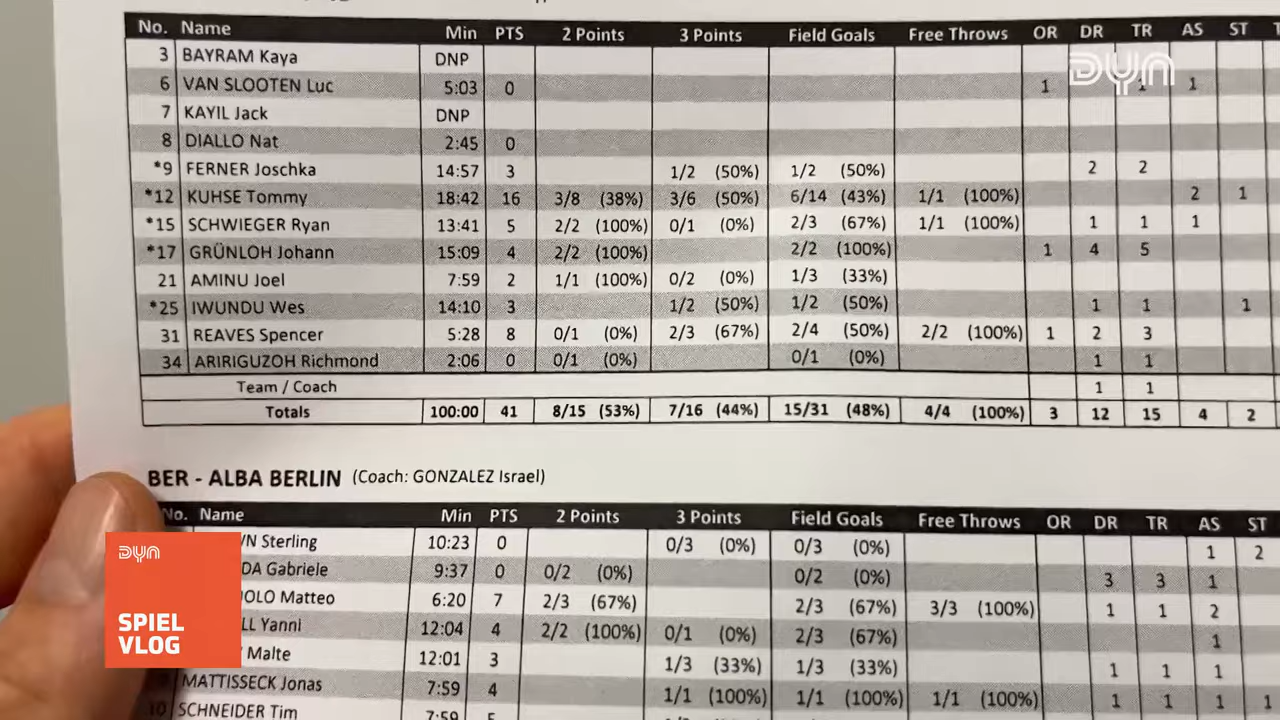 No. Name Min PTS 2 Points 3 Points Field Goals Free Throws OR DR TR AS ST
DYN
3 BAYRAM Kaya DNP
6 VAN SLOOTEN Luc 5:03 0 1 1 1
7 KAYIL Jack DNP
8 DIALLO Nat 2:45 0
*9 FERNER Joschka 14:57 3 1/2 (50%) 1/2 (50%) 2 2
*12 KUHSE Tommy 18:42 16 3/8 (38%) 3/6 (50%) 6/14 (43%) 1/1 (100%) 2 1
*15 SCHWIEGER Ryan 13:41 5 2/2 (100%) 0/1 (0%) 2/3 (67%) 1/1 (100%) 1 1 1
*17 GRÜNLOH Johann 15:09 4 2/2 (100%) 2/2 (100%) 1 4 5
21 AMINU Joel 7:59 2 1/1 (100%) 0/2 (0%) 1/3 (33%)
*25 IWUNDU Wes 14:10 3 1/2 (50%) 1/2 (50%) 1 1 1
31 REAVES Spencer 5:28 8 0/1 (0%) 2/3 (67%) 2/4 (50%) 2/2 (100%) 1 2 3
34 ARIRIGUZOH Richmond 2:06 0 0/1 (0%) 0/1 (0%) 1 1
Team / Coach 1 1
Totals 100:00 41 8/15 (53%) 7/16 (44%) 15/31 (48%) 4/4 (100%) 3 12 15 4 2
BER - ALBA BERLIN (Coach: GONZALEZ Israel)
No. Name Min PTS 2 Points 3 Points Field Goals Free Throws OR DR TR AS ST
Sterling 10:23 0 0/3 (0%) 0/3 (0%) 1 2
Gabriele 9:37 0 0/2 (0%) 0/2 (0%) 3 3 1
Matteo 6:20 7 2/3 (67%) 2/3 (67%) 3/3 (100%) 1 1 2
Yanni 12:04 4 2/2 (100%) 0/1 (0%) 2/3 (67%) 1
Malte 12:01 3 1/3 (33%) 1/3 (33%) 1 1 1
MATTISSECK Jonas 7:59 4 1/1 (100%) 1/1 (100%) 1/1 (100%) 1 1 1 1
10 SCHNEIDER Tim 7:59 5
DYN
SPIEL
VLOG